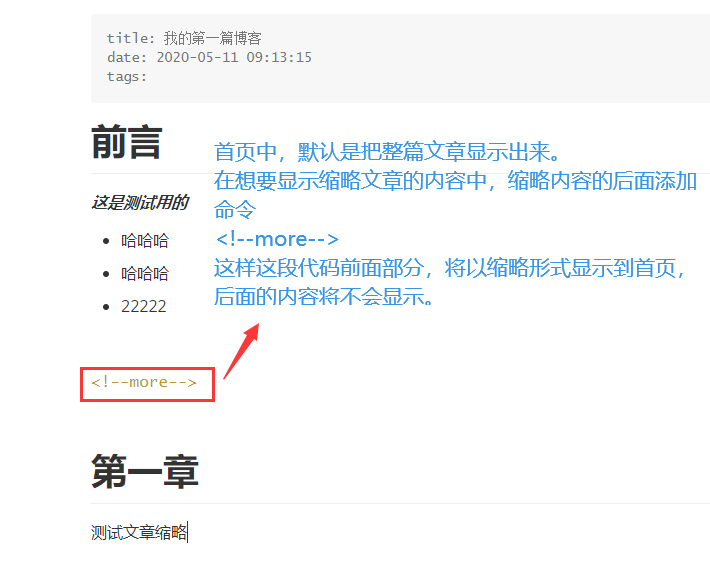 title: 我的第一篇博客
date: 2020-05-11 09:13:15
tags:
前言
首页中，默认是把整篇文章显示出来。
在想要显示缩略文章的内容中，缩略内容的后面添加
命令
<!--more-->
这样这段代码前面部分，将以缩略形式显示到首页，
后面的内容将不会显示。
这是测试用的
哈哈哈
哈哈哈
22222
<!--more-->
第一章
测试文章缩略